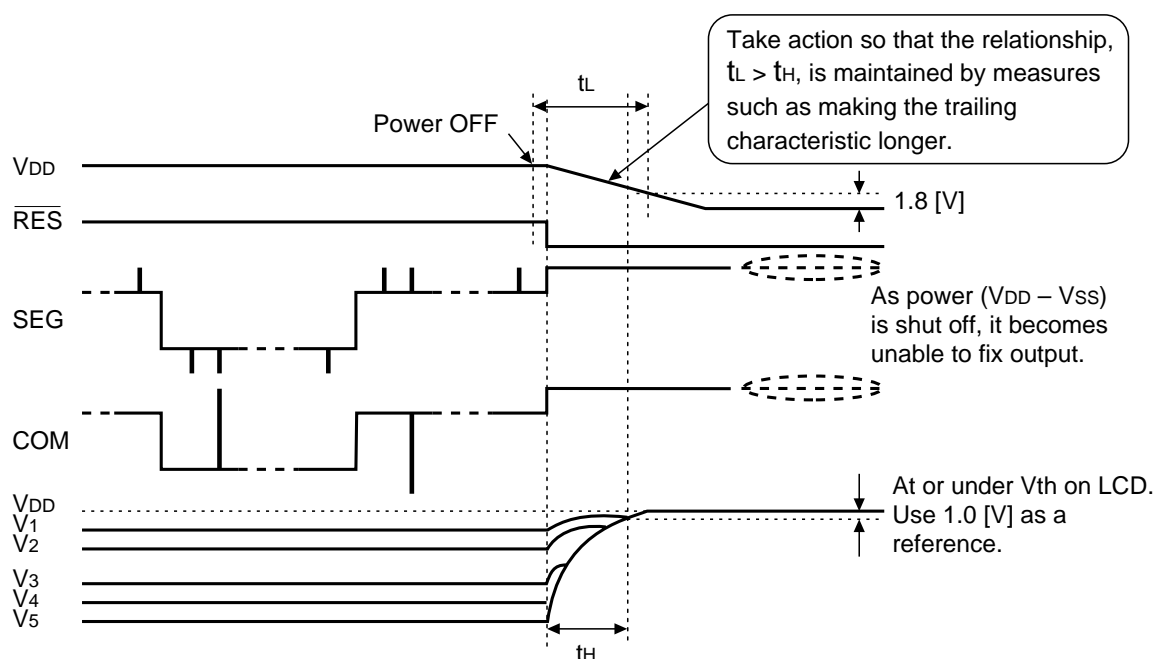 Take action so that the relationship,
tL > tH, is maintained by measures
such as making the trailing
characteristic longer.
tL
Power OFF
VDD
1.8 [V]
RES
SEG
As power (VDD – VSS)
is shut off, it becomes
unable to fix output.
COM
VDD
V1
V2
V3
V4
V5
At or under Vth on LCD.
Use 1.0 [V] as a
reference.
tH